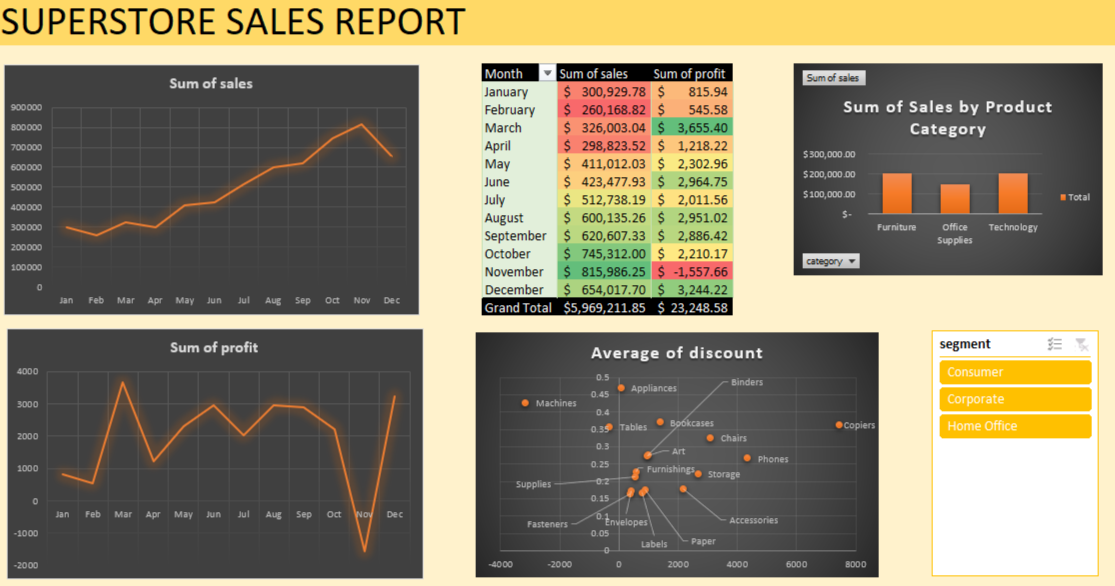 SUPERSTORE SALES REPORT
Sum of sales
900000
800000
700000
600000
500000
400000
300000
200000
100000
0
Jan Feb Mar Apr May Jun Jul Aug Sep Oct Nov Dec
Month Sum of sales Sum of profit
January $ 300,929.78 $ 815.94
February $ 260,168.82 $ 545.58
March $ 326,003.04 $ 3,655.40
April $ 298,823.52 $ 1,218.22
May $ 411,012.03 $ 2,302.96
June $ 423,477.93 $ 2,964.75
July $ 512,738.19 $ 2,011.56
August $ 600,135.26 $ 2,951.02
September $ 620,607.33 $ 2,886.42
October $ 745,312.00 $ 2,210.17
November $ 815,986.25 $ -1,557.66
December $ 654,017.70 $ 3,244.22
Grand Total $5,969,211.85 $ 23,248.58
Sum of sales
Sum of Sales by Product
Category
$300,000.00
$200,000.00
$100,000.00
$-
Furniture Office Technology
Supplies
Total
category
Sum of profit
4000
3000
2000
1000
0
-1000
-2000
Jan Feb Mar Apr May Jun Jul Aug Sep Oct Nov Dec
Average of discount
0.5
0.45
0.4
0.35
0.3
0.25
0.2
0.15
0.1
0.05
0
Binders
Appliances
Machines
Tables
Bookcases
Copiers
Chairs
Art
Phones
Furnishings
Storage
Supplies
Fasteners
Envelopes
Accessories
Labels
Paper
-4000 -2000 0 2000 4000 6000 8000
segment
Consumer
Corporate
Home Office